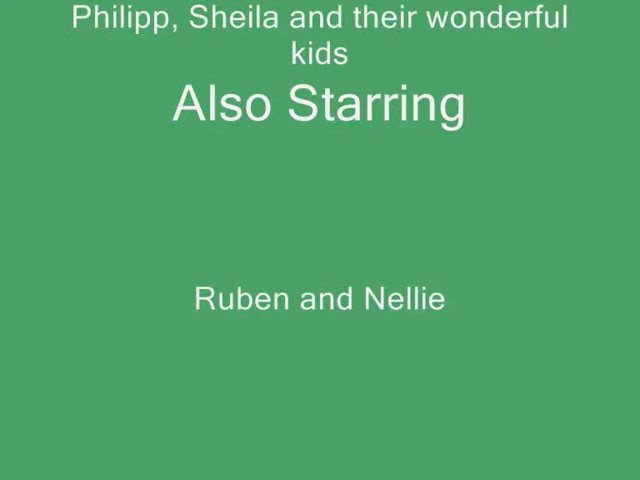 Philipp, Sheila and their wonderful
kids
Also Starring
Ruben and Nellie